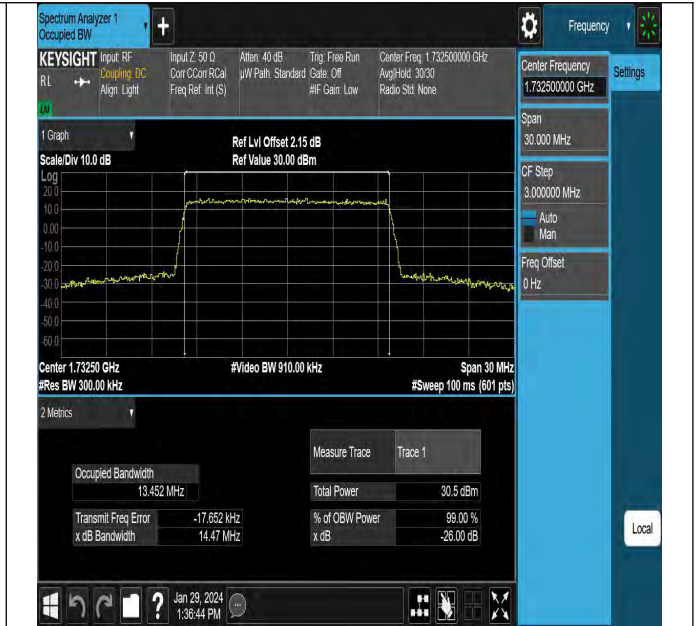 Spectrum Analyzer 1
Occupied BW
+
Frequency
KEYSIGHT
RL
LXI
Input: RF
Coupling: DC
Align: Light
Input Z: 50 Ω
Corr CCorr RCal
Freq Ref: Int (S)
Atten: 40 dB
µW Path: Standard
Trig: Free Run
Gate: Off
#IF Gain: Low
Center Freq: 1.732500000 GHz
Avg|Hold: 30/30
Radio Std: None
Center Frequency
1.732500000 GHz
Settings
Span
30.000 MHz
CF Step
3.000000 MHz
Auto
Man
Freq Offset
0 Hz
1 Graph
Scale/Div 10.0 dB
Ref Lvl Offset 2.15 dB
Ref Value 30.00 dBm
Log
20.0
10.0
0.00
-10.0
-20.0
-30.0
-40.0
-50.0
-60.0
Center 1.73250 GHz
#Video BW 910.00 kHz
Span 30 MHz
#Res BW 300.00 kHz
#Sweep 100 ms (601 pts)
2 Metrics
Measure Trace
Trace 1
Occupied Bandwidth
13.452 MHz
Total Power
30.5 dBm
Transmit Freq Error
-17.652 kHz
% of OBW Power
99.00 %
x dB Bandwidth
14.47 MHz
x dB
-26.00 dB
Local
?
Jan 29, 2024
1:36:44 PM